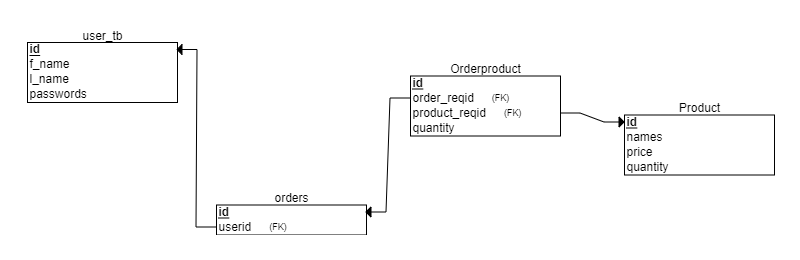 user_tb
id
f_name
l_name
passwords
Orderproduct
id
order_reqid (FK)
product_reqid (FK)
quantity
Product
id
names
price
quantity
orders
id
userid (FK)